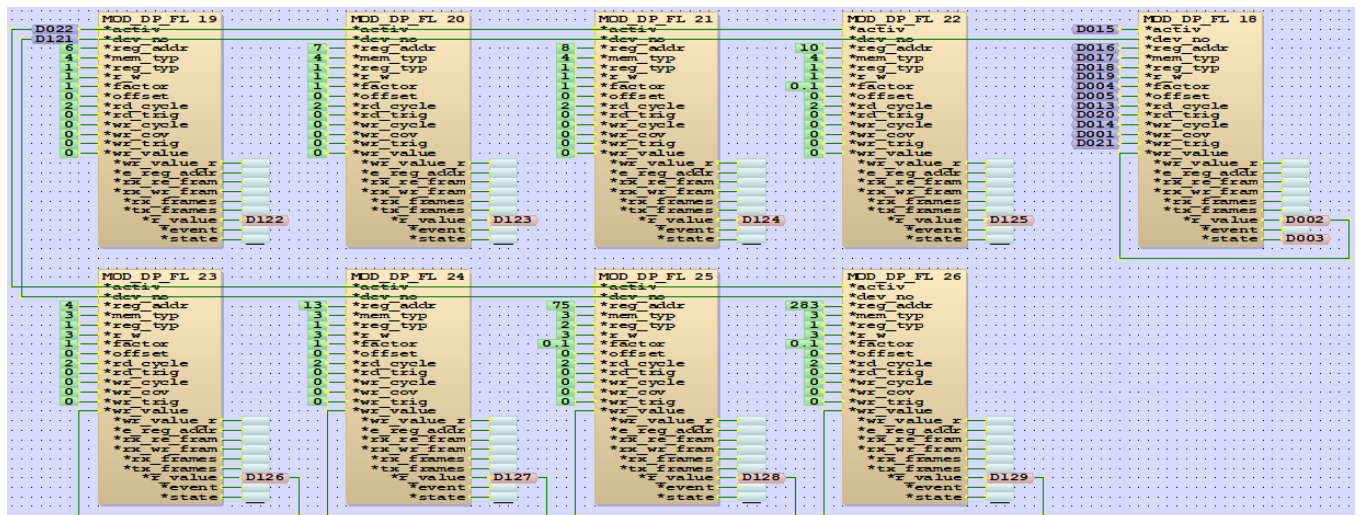 MOD_DP_FL 19
D022 *activ
D121 *dev_no
6 *reg_addr
4 *mem_typ
1 *reg_typ
1 *r_w
1 *factor
0 *offset
2 *rd_cycle
0 *rd_trig
0 *wr_cycle
0 *wr_cov
0 *wr_trig
0 *wr_value
*wr_value_r
*e_reg_addr
*rx_re_fram
*rx_wr_fram
*rx_frames
*tx_frames
*r_value D122
*event
*state
MOD_DP_FL 20
*activ
*dev_no
7 *reg_addr
4 *mem_typ
1 *reg_typ
1 *r_w
1 *factor
0 *offset
2 *rd_cycle
0 *rd_trig
0 *wr_cycle
0 *wr_cov
0 *wr_trig
0 *wr_value
*wr_value_r
*e_reg_addr
*rx_re_fram
*rx_wr_fram
*rx_frames
*tx_frames
*r_value D123
*event
*state
MOD_DP_FL 21
*activ
*dev_no
8 *reg_addr
4 *mem_typ
1 *reg_typ
1 *r_w
1 *factor
0 *offset
2 *rd_cycle
0 *rd_trig
0 *wr_cycle
0 *wr_cov
0 *wr_trig
0 *wr_value
*wr_value_r
*e_reg_addr
*rx_re_fram
*rx_wr_fram
*rx_frames
*tx_frames
*r_value D124
*event
*state
MOD_DP_FL 22
*activ
*dev_no
10 *reg_addr
4 *mem_typ
1 *reg_typ
1 *r_w
0.1 *factor
0 *offset
2 *rd_cycle
0 *rd_trig
0 *wr_cycle
0 *wr_cov
0 *wr_trig
0 *wr_value
*wr_value_r
*e_reg_addr
*rx_re_fram
*rx_wr_fram
*rx_frames
*tx_frames
*r_value D125
*event
*state
MOD_DP_FL 18
D015 *activ
*dev_no
D016 *reg_addr
D017 *mem_typ
D018 *reg_typ
D019 *r_w
D004 *factor
D005 *offset
D013 *rd_cycle
D020 *rd_trig
D014 *wr_cycle
D001 *wr_cov
D021 *wr_trig
*wr_value
*wr_value_r
*e_reg_addr
*rx_re_fram
*rx_wr_fram
*rx_frames
*tx_frames
*r_value D002
*event
*state D003
MOD_DP_FL 23
*activ
*dev_no
4 *reg_addr
3 *mem_typ
1 *reg_typ
3 *r_w
1 *factor
0 *offset
2 *rd_cycle
0 *rd_trig
0 *wr_cycle
0 *wr_cov
0 *wr_trig
*wr_value
*wr_value_r
*e_reg_addr
*rx_re_fram
*rx_wr_fram
*rx_frames
*tx_frames
*r_value D126
*event
*state
MOD_DP_FL 24
*activ
*dev_no
13 *reg_addr
3 *mem_typ
1 *reg_typ
3 *r_w
1 *factor
0 *offset
2 *rd_cycle
0 *rd_trig
0 *wr_cycle
0 *wr_cov
0 *wr_trig
*wr_value
*wr_value_r
*e_reg_addr
*rx_re_fram
*rx_wr_fram
*rx_frames
*tx_frames
*r_value D127
*event
*state
MOD_DP_FL 25
*activ
*dev_no
75 *reg_addr
3 *mem_typ
2 *reg_typ
3 *r_w
0.1 *factor
0 *offset
2 *rd_cycle
0 *rd_trig
0 *wr_cycle
0 *wr_cov
0 *wr_trig
*wr_value
*wr_value_r
*e_reg_addr
*rx_re_fram
*rx_wr_fram
*rx_frames
*tx_frames
*r_value D128
*event
*state
MOD_DP_FL 26
*activ
*dev_no
283 *reg_addr
3 *mem_typ
1 *reg_typ
3 *r_w
0.1 *factor
0 *offset
2 *rd_cycle
0 *rd_trig
0 *wr_cycle
0 *wr_cov
0 *wr_trig
*wr_value
*wr_value_r
*e_reg_addr
*rx_re_fram
*rx_wr_fram
*rx_frames
*tx_frames
*r_value D129
*event
*state